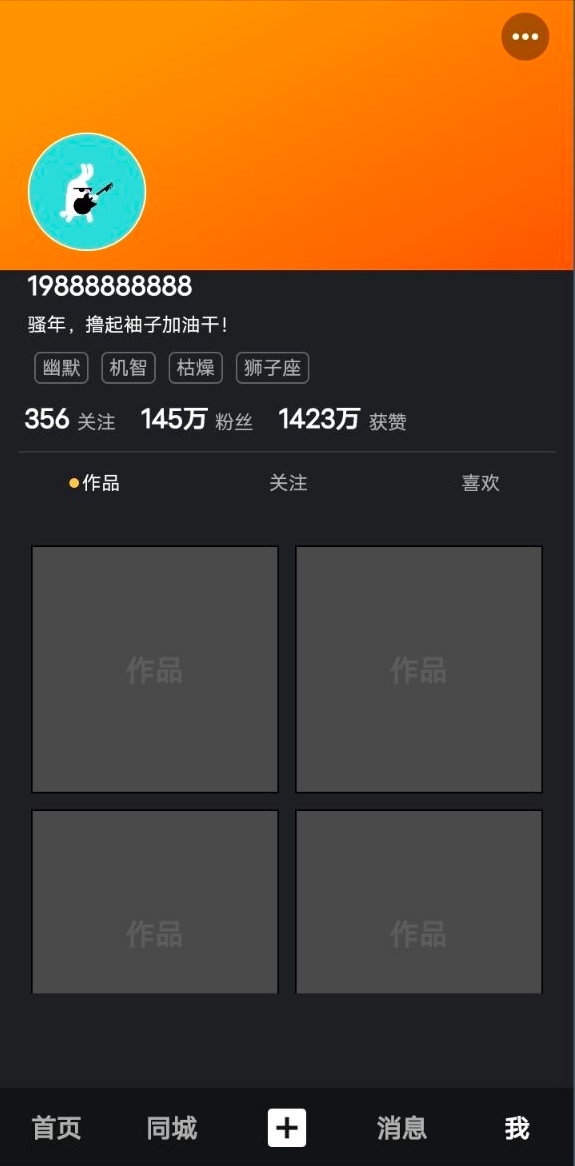 19888888888
骚年，撸起袖子加油干！
幽默 机智 枯燥 狮子座
356 关注 145万 粉丝 1423万 获赞
作品 关注 喜欢
作品 作品
作品 作品
首页 同城 消息 我